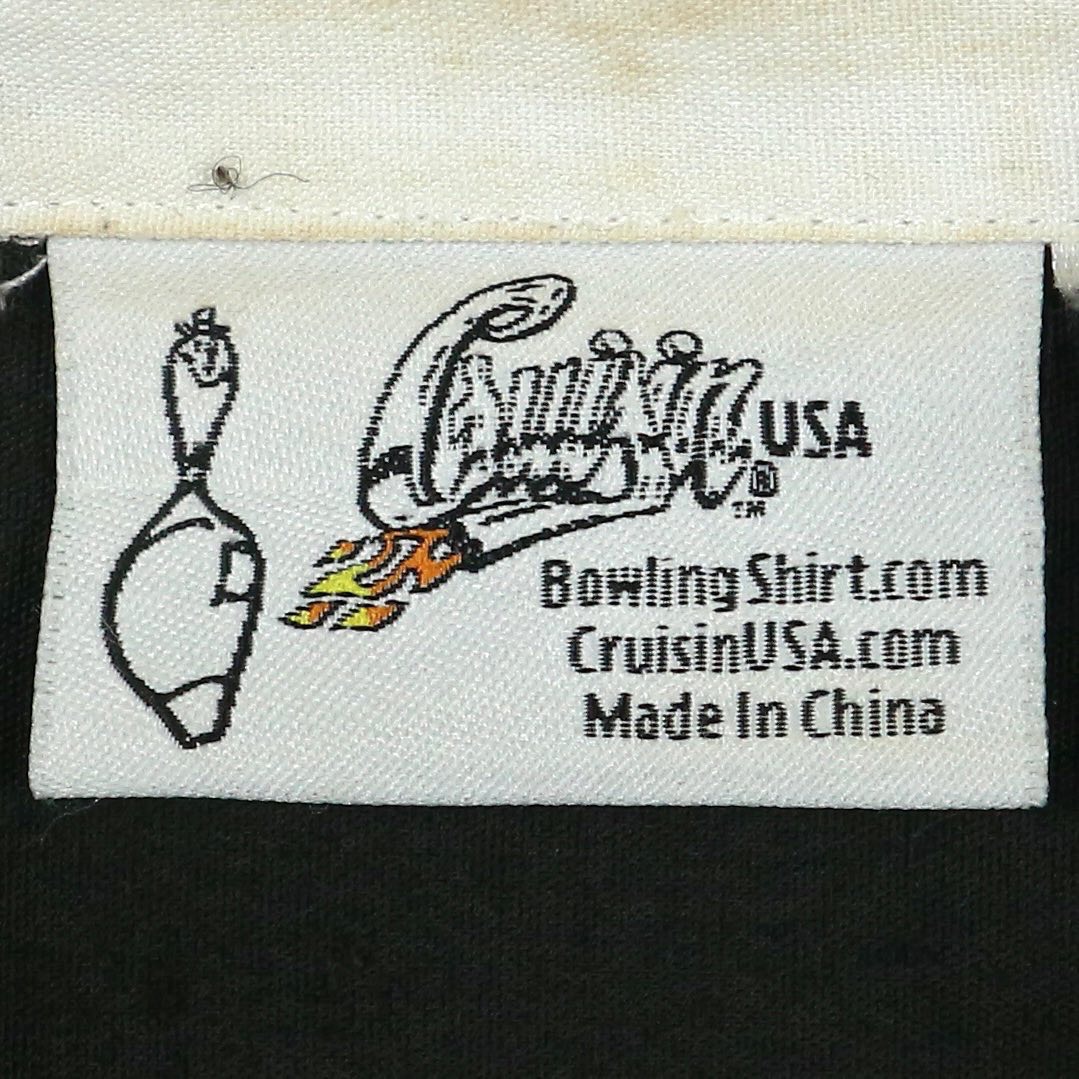 Cruisin USA®
™
BowlingShirt.com
CruisinUSA.com
Made In China